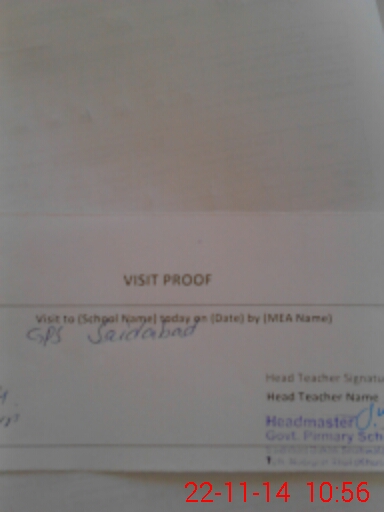 VISIT PROOF
Visit to (School Name) today on (Date) by (MEA Name)
GPS Saidabad
Head Teacher Signatu
Head Teacher Name
Headmaster
Govt. Pirmary Sch
22-11-14 10:56